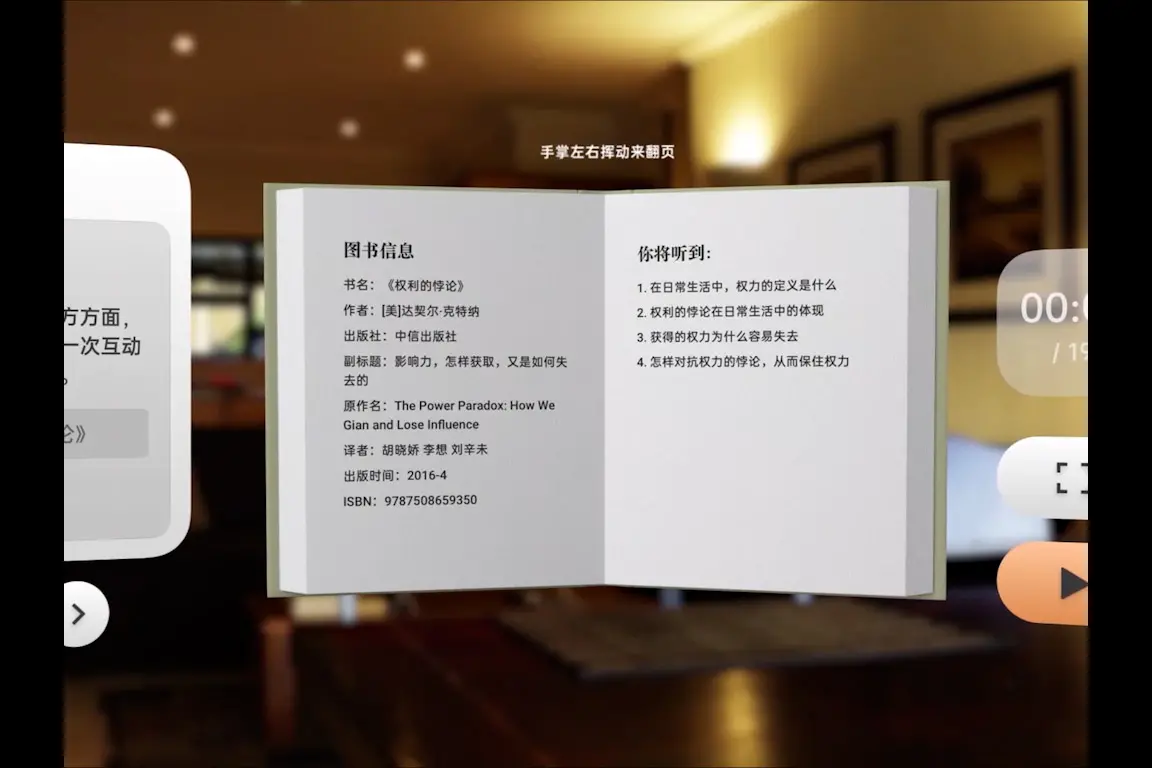 手掌左右挥动来翻页
方方面，
一次互动
论》
图书信息
书名：《权利的悖论》
作者：[美]达契尔·克特纳
出版社：中信出版社
副标题：影响力，怎样获取，又是如何失
去的
原作名：The Power Paradox: How We
Gian and Lose Influence
译者：胡晓娇 李想 刘辛未
出版时间：2016-4
ISBN：9787508659350
你将听到:
1. 在日常生活中，权力的定义是什么
2. 权利的悖论在日常生活中的体现
3. 获得的权力为什么容易失去
4. 怎样对抗权力的悖论，从而保住权力
00:
/ 19